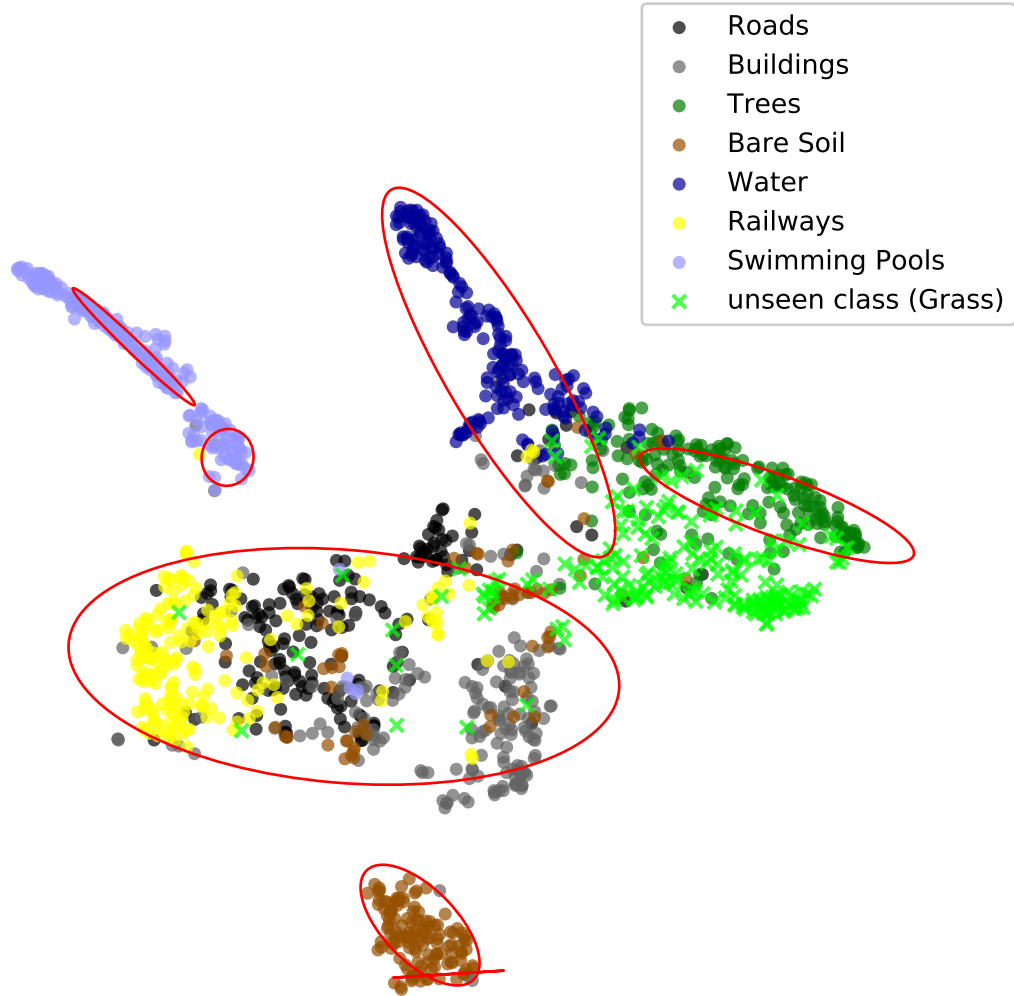 Roads
Buildings
Trees
Bare Soil
Water
Railways
Swimming Pools
unseen class (Grass)